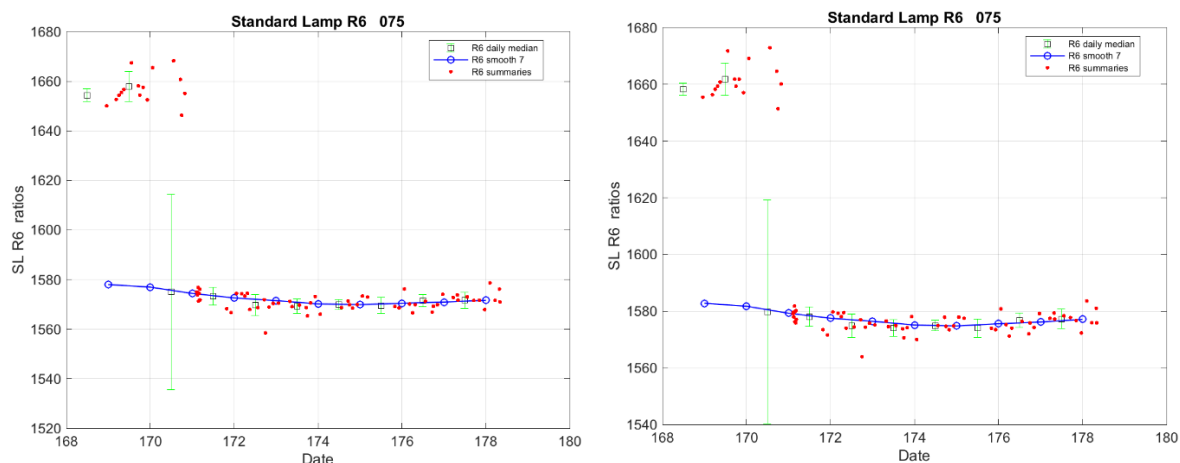 Standard Lamp R6 075
1680
1660
1640
1620
1600
1580
1560
1540
1520
168
170
172
174
176
178
180
SL R6 ratios
Date
R6 daily median
R6 smooth 7
R6 summaries
Standard Lamp R6 075
1680
1660
1640
1620
1600
1580
1560
1540
168
170
172
174
176
178
180
SL R6 ratios
Date
R6 daily median
R6 smooth 7
R6 summaries